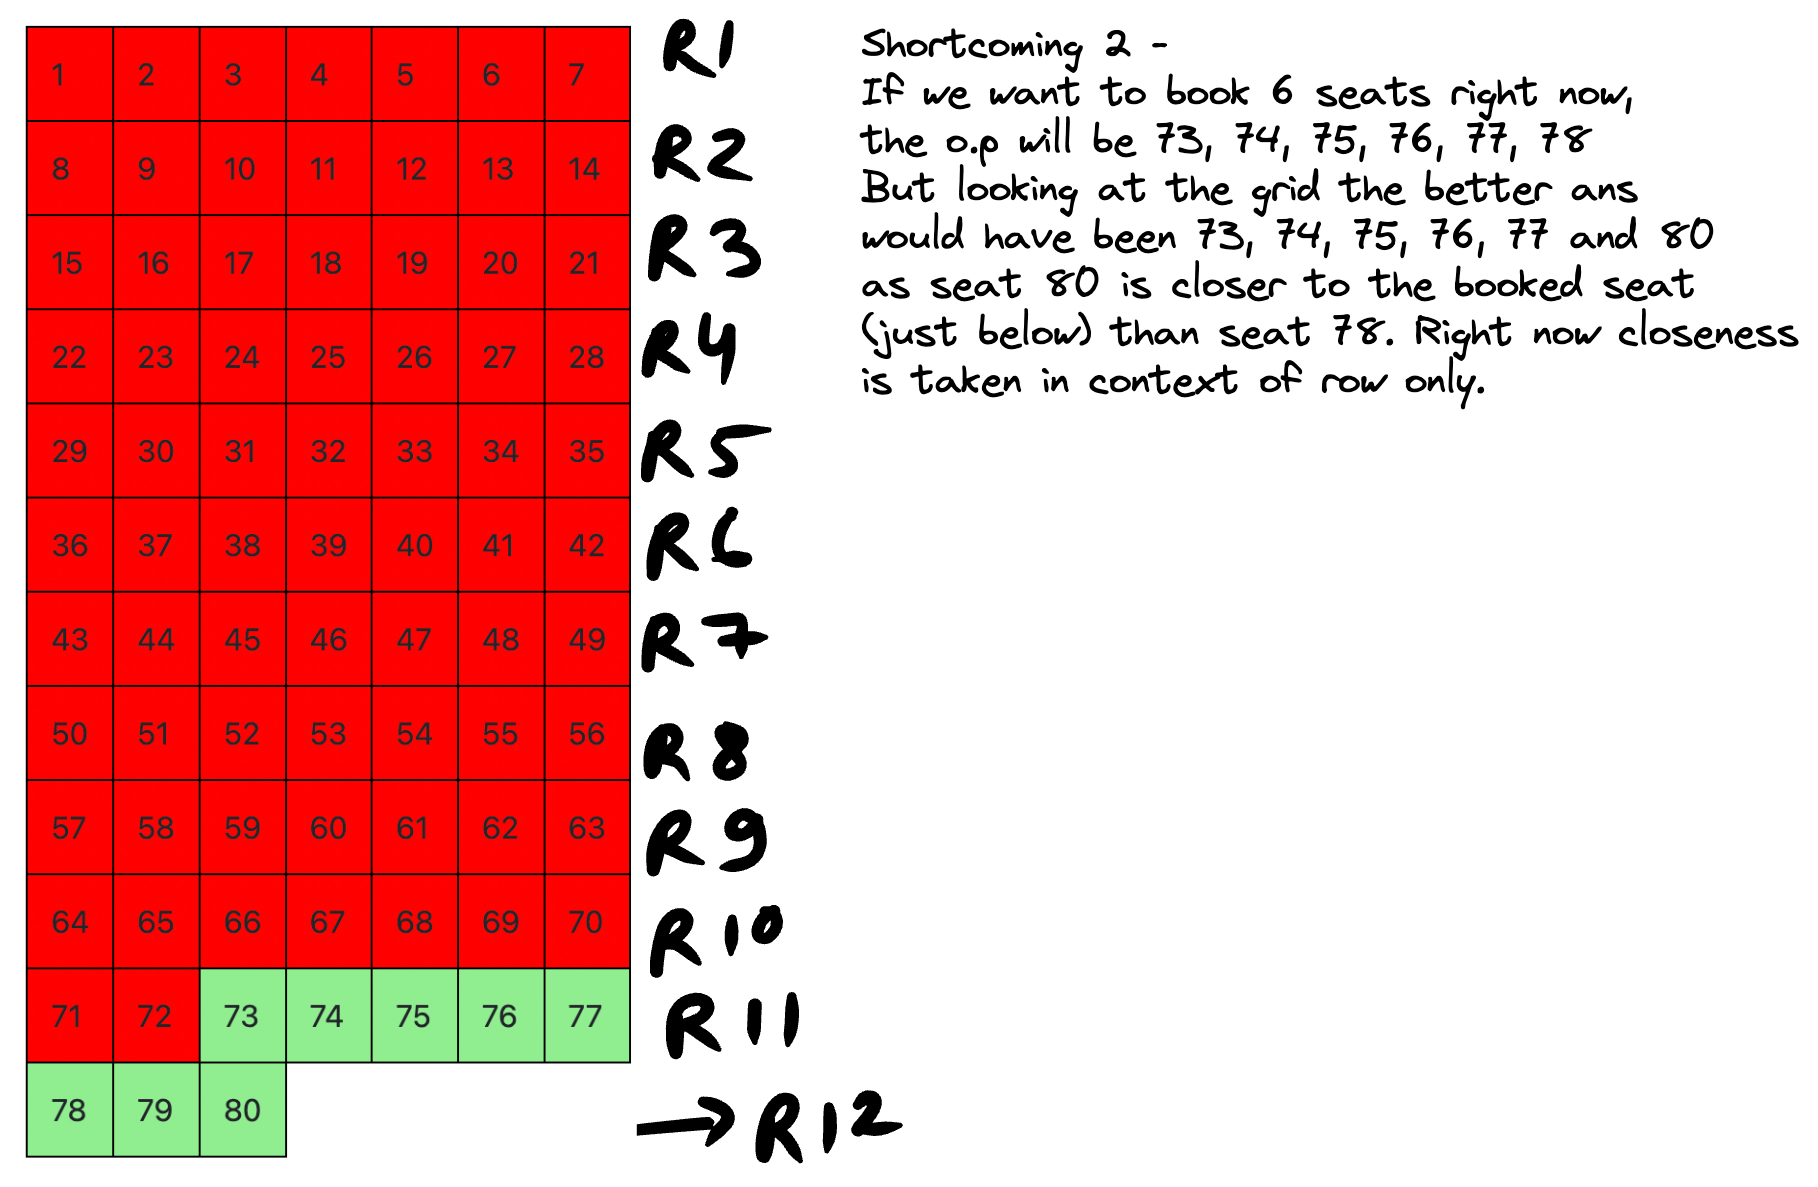 1 2 3 4 5 6 7 R1
8 9 10 11 12 13 14 R2
15 16 17 18 19 20 21 R3
22 23 24 25 26 27 28 R4
29 30 31 32 33 34 35 R5
36 37 38 39 40 41 42 R6
43 44 45 46 47 48 49 R7
50 51 52 53 54 55 56 R8
57 58 59 60 61 62 63 R9
64 65 66 67 68 69 70 R10
71 72 73 74 75 76 77 R11
78 79 80 → R12
Shortcoming 2 -
If we want to book 6 seats right now,
the o.p will be 73, 74, 75, 76, 77, 78
But looking at the grid the better ans
would have been 73, 74, 75, 76, 77 and 80
as seat 80 is closer to the booked seat
(just below) than seat 78. Right now closeness
is taken in context of row only.